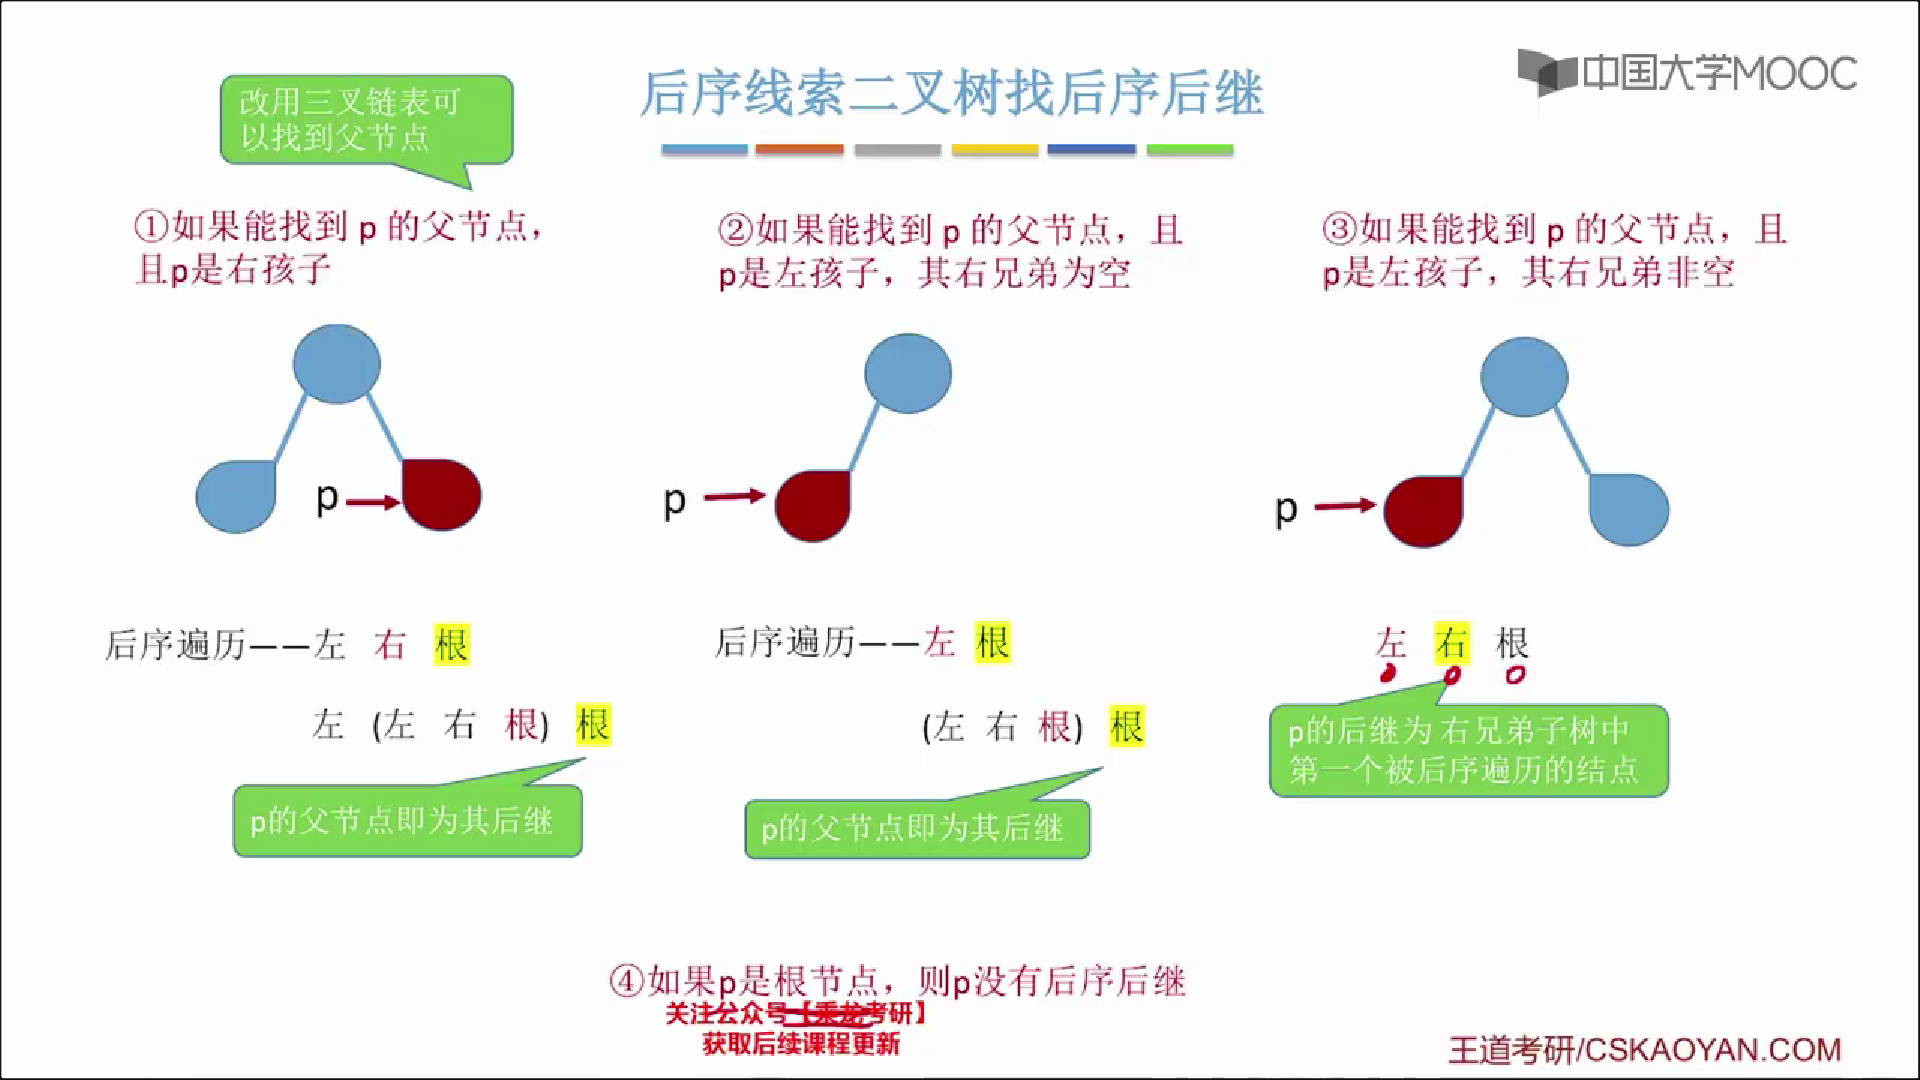 后序线索二叉树找后序后继
中国大学MOOC
改用三叉链表可
以找到父节点
①如果能找到 p 的父节点，
且p是右孩子
p
后序遍历——左 右 根
左 (左 右 根) 根
p的父节点即为其后继
②如果能找到 p 的父节点，且
p是左孩子，其右兄弟为空
p
后序遍历——左 根
(左 右 根) 根
p的父节点即为其后继
③如果能找到 p 的父节点，且
p是左孩子，其右兄弟非空
p
左 右 根
p的后继为 右兄弟子树中
第一个被后序遍历的结点
④如果p是根节点，则p没有后序后继
关注公众号【乘龙考研】
获取后续课程更新
王道考研/CSKAOYAN.COM